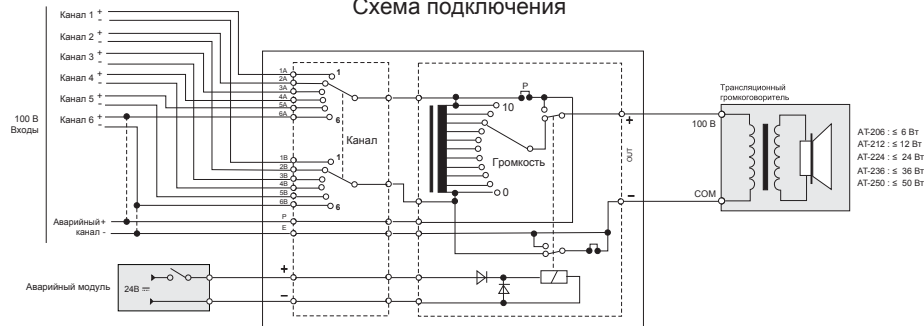 Схема подключения
Канал 1 + -
Канал 2 + -
Канал 3 + -
Канал 4 + -
Канал 5 + -
Канал 6 + -
100 В
Входы
Аварийный +
канал -
Аварийный модуль
24В
1A
2A
3A
4A
5A
6A
1
6
Канал
1B
2B
3B
4B
5B
6B
1
6
P
E
+
–
10
Громкость
0
P
+
OUT
–
Трансляционный
громкоговоритель
100 В
COM
AT-206 : ≤ 6 Вт
AT-212 : ≤ 12 Вт
AT-224 : ≤ 24 Вт
AT-236 : ≤ 36 Вт
AT-250 : ≤ 50 Вт